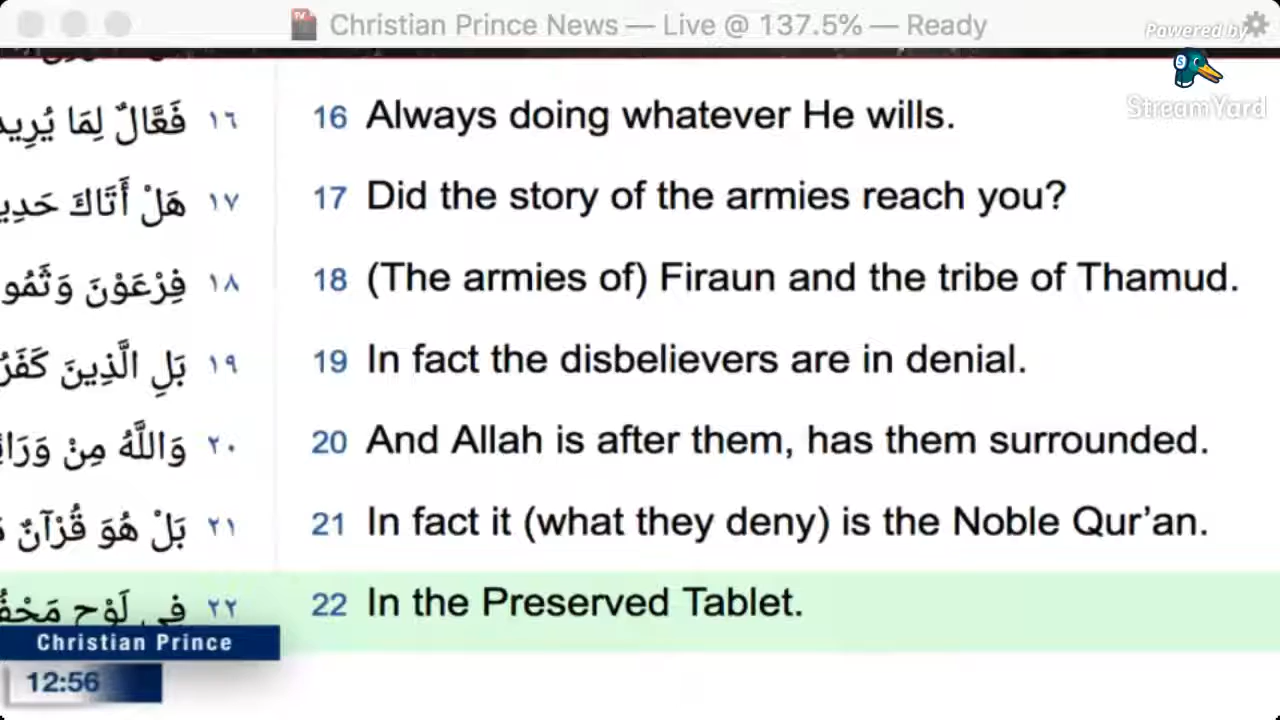 Christian Prince News — Live @ 137.5% — Ready
Powered by
StreamYard
١٦ فَعَّالٌ لِمَا
16 Always doing whatever He wills.
١٧ هَلْ أَتَاكَ
17 Did the story of the armies reach you?
١٨ فِرْعَوْنَ
18 (The armies of) Firaun and the tribe of Thamud.
١٩ بَلِ الَّذِينَ
19 In fact the disbelievers are in denial.
٢٠ وَاللَّهُ مِنْ
20 And Allah is after them, has them surrounded.
٢١ بَلْ هُوَ قُرْآنٌ
21 In fact it (what they deny) is the Noble Qur’an.
٢٢ فِي لَوْحٍ
22 In the Preserved Tablet.
Christian Prince
12:56